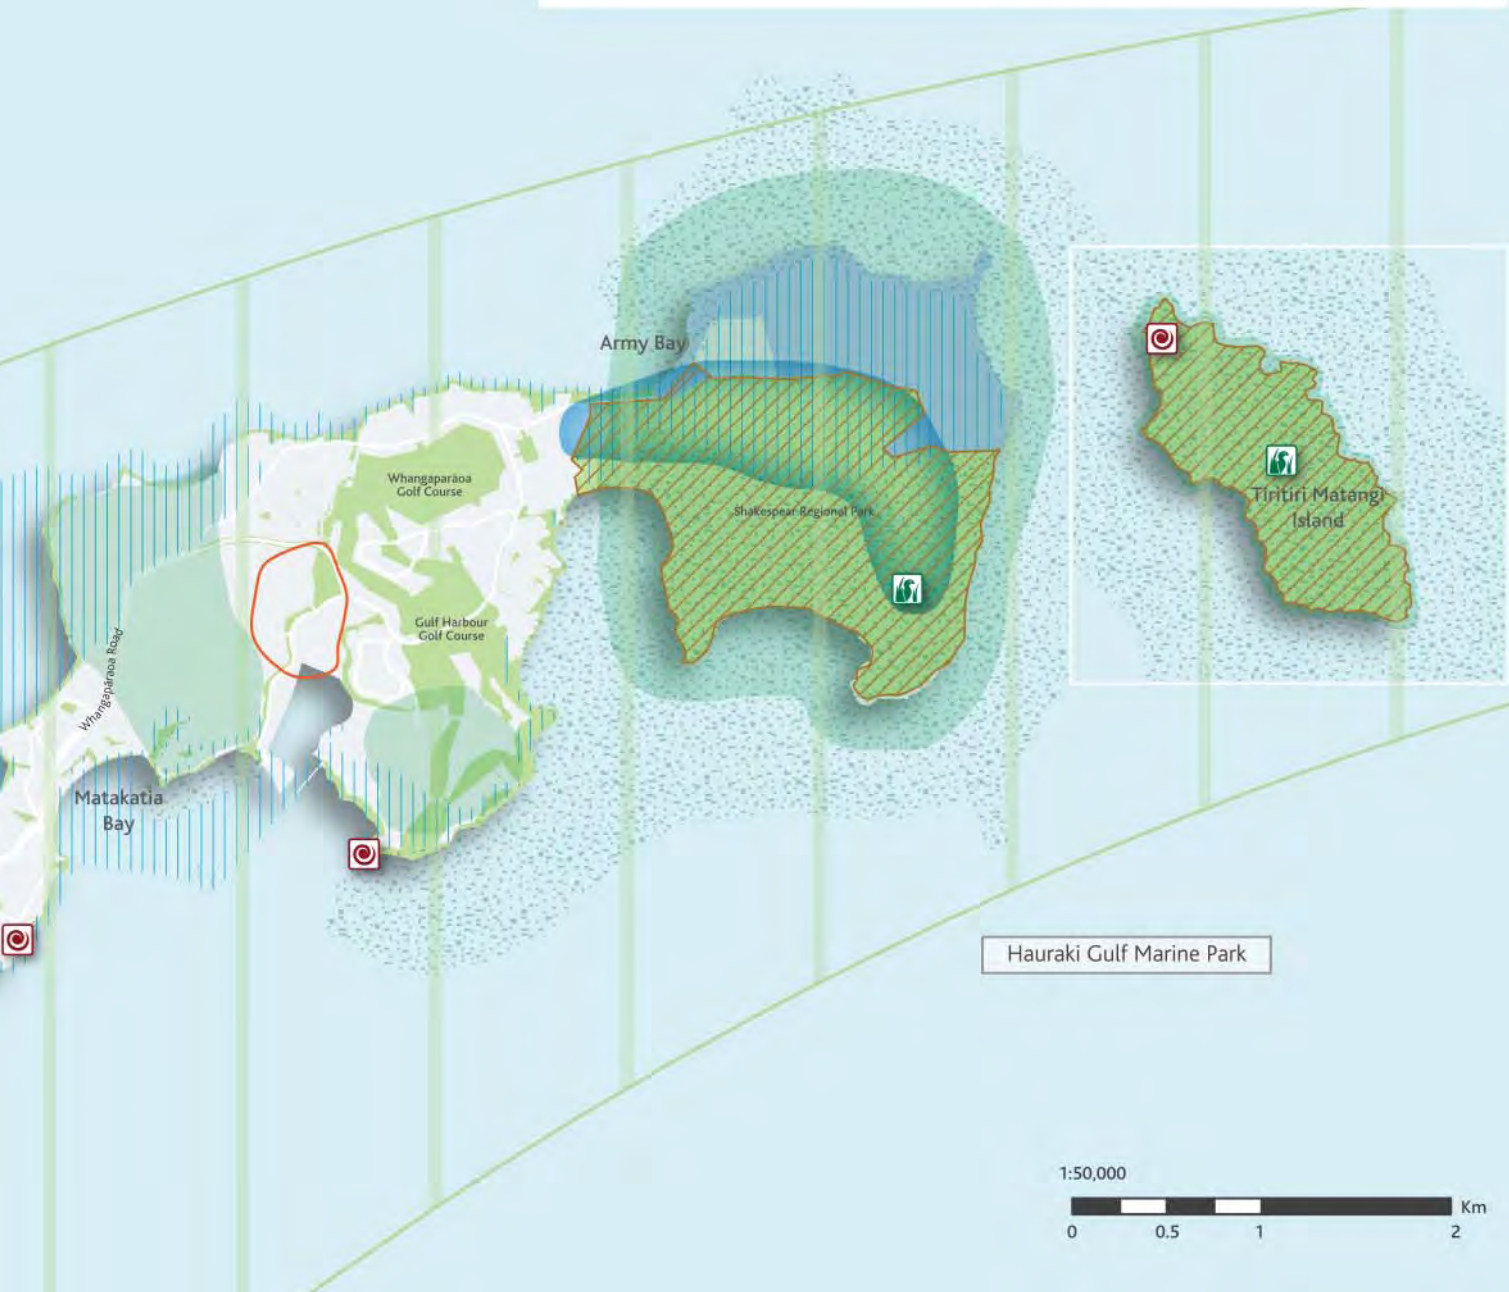 Army Bay
Whangaparāoa
Golf Course
Shakespear Regional Park
Tiritiri Matangi
Island
Gulf Harbour
Golf Course
Whangaparāoa Road
Matakatia
Bay
Hauraki Gulf Marine Park
1:50,000
Km
0 0.5 1 2